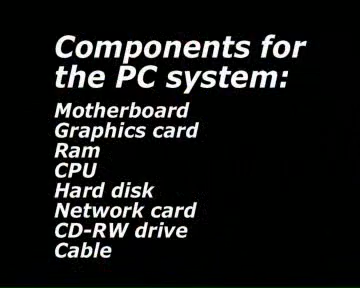 Components for
the PC system:
Motherboard
Graphics card
Ram
CPU
Hard disk
Network card
CD-RW drive
Cable